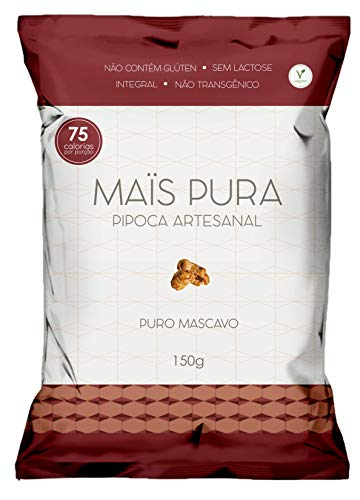 NÃO CONTÉM GLÚTEN • SEM LACTOSE
INTEGRAL • NÃO TRANSGÊNICO
75
calorias
por porção
MAÏS PURA
PIPOCA ARTESANAL
PURO MASCAVO
150g